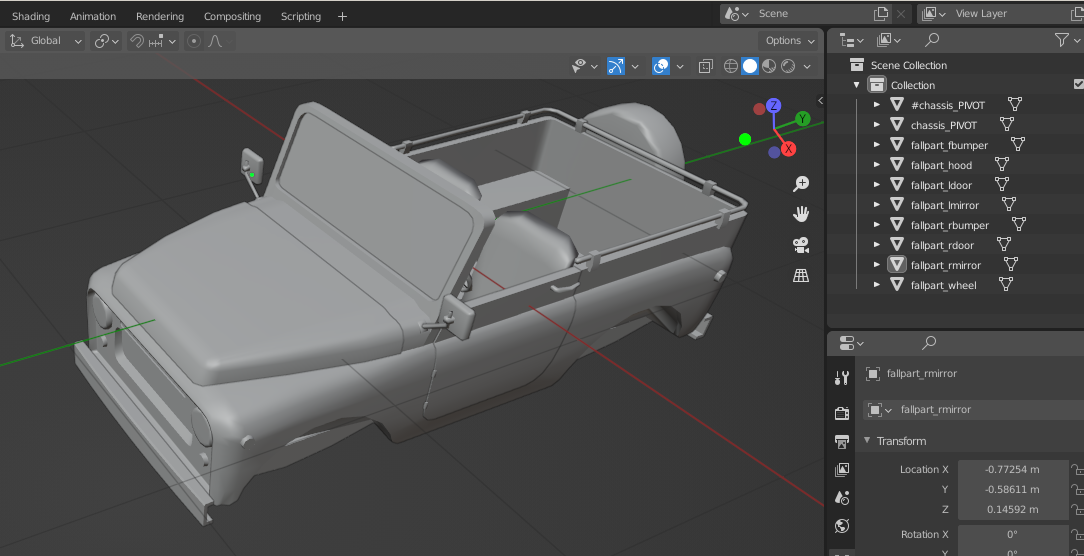 Shading Animation Rendering Compositing Scripting + Scene View Layer
Global Options
Scene Collection
Collection
#chassis_PIVOT
chassis_PIVOT
fallpart_fbumper
fallpart_hood
fallpart_ldoor
fallpart_lmirror
fallpart_rbumper
fallpart_rdoor
fallpart_rmirror
fallpart_wheel
Z
Y
X
fallpart_rmirror
fallpart_rmirror
Transform
Location X -0.77254 m
Y -0.58611 m
Z 0.14592 m
Rotation X 0°
Y 0°